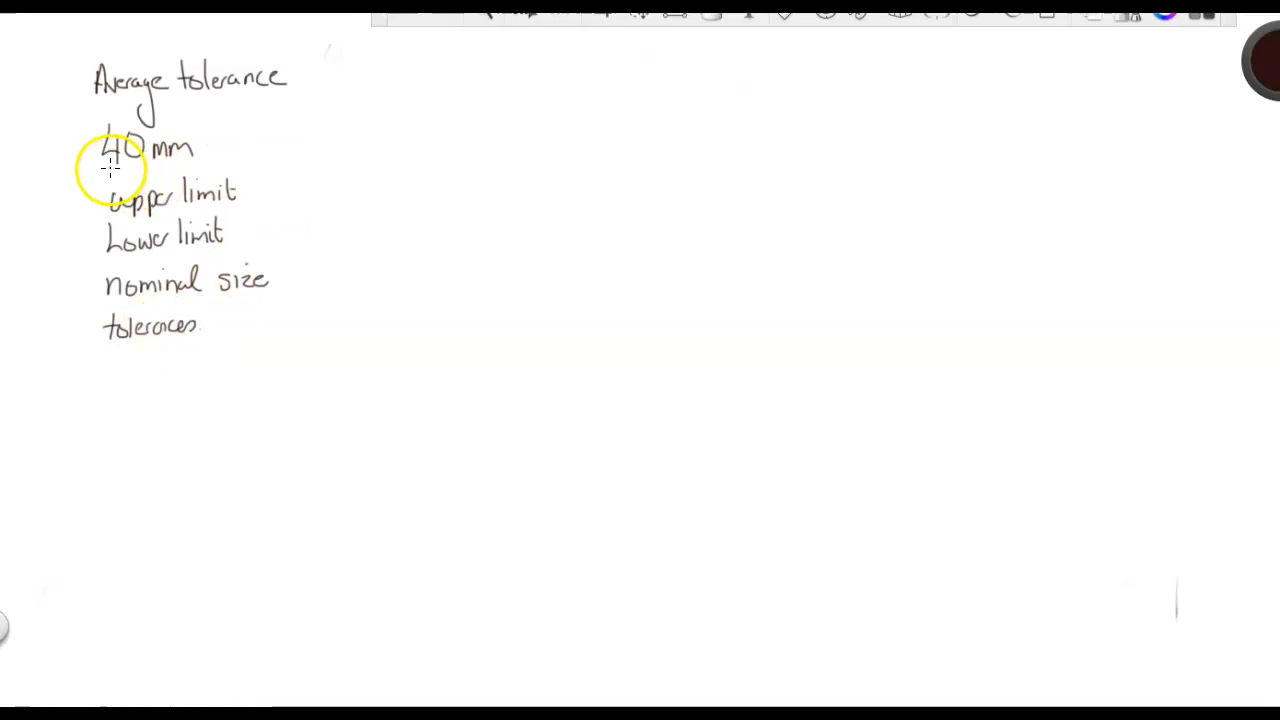 Average tolerance
40 mm
upper limit
Lower limit
nominal size
tolerances